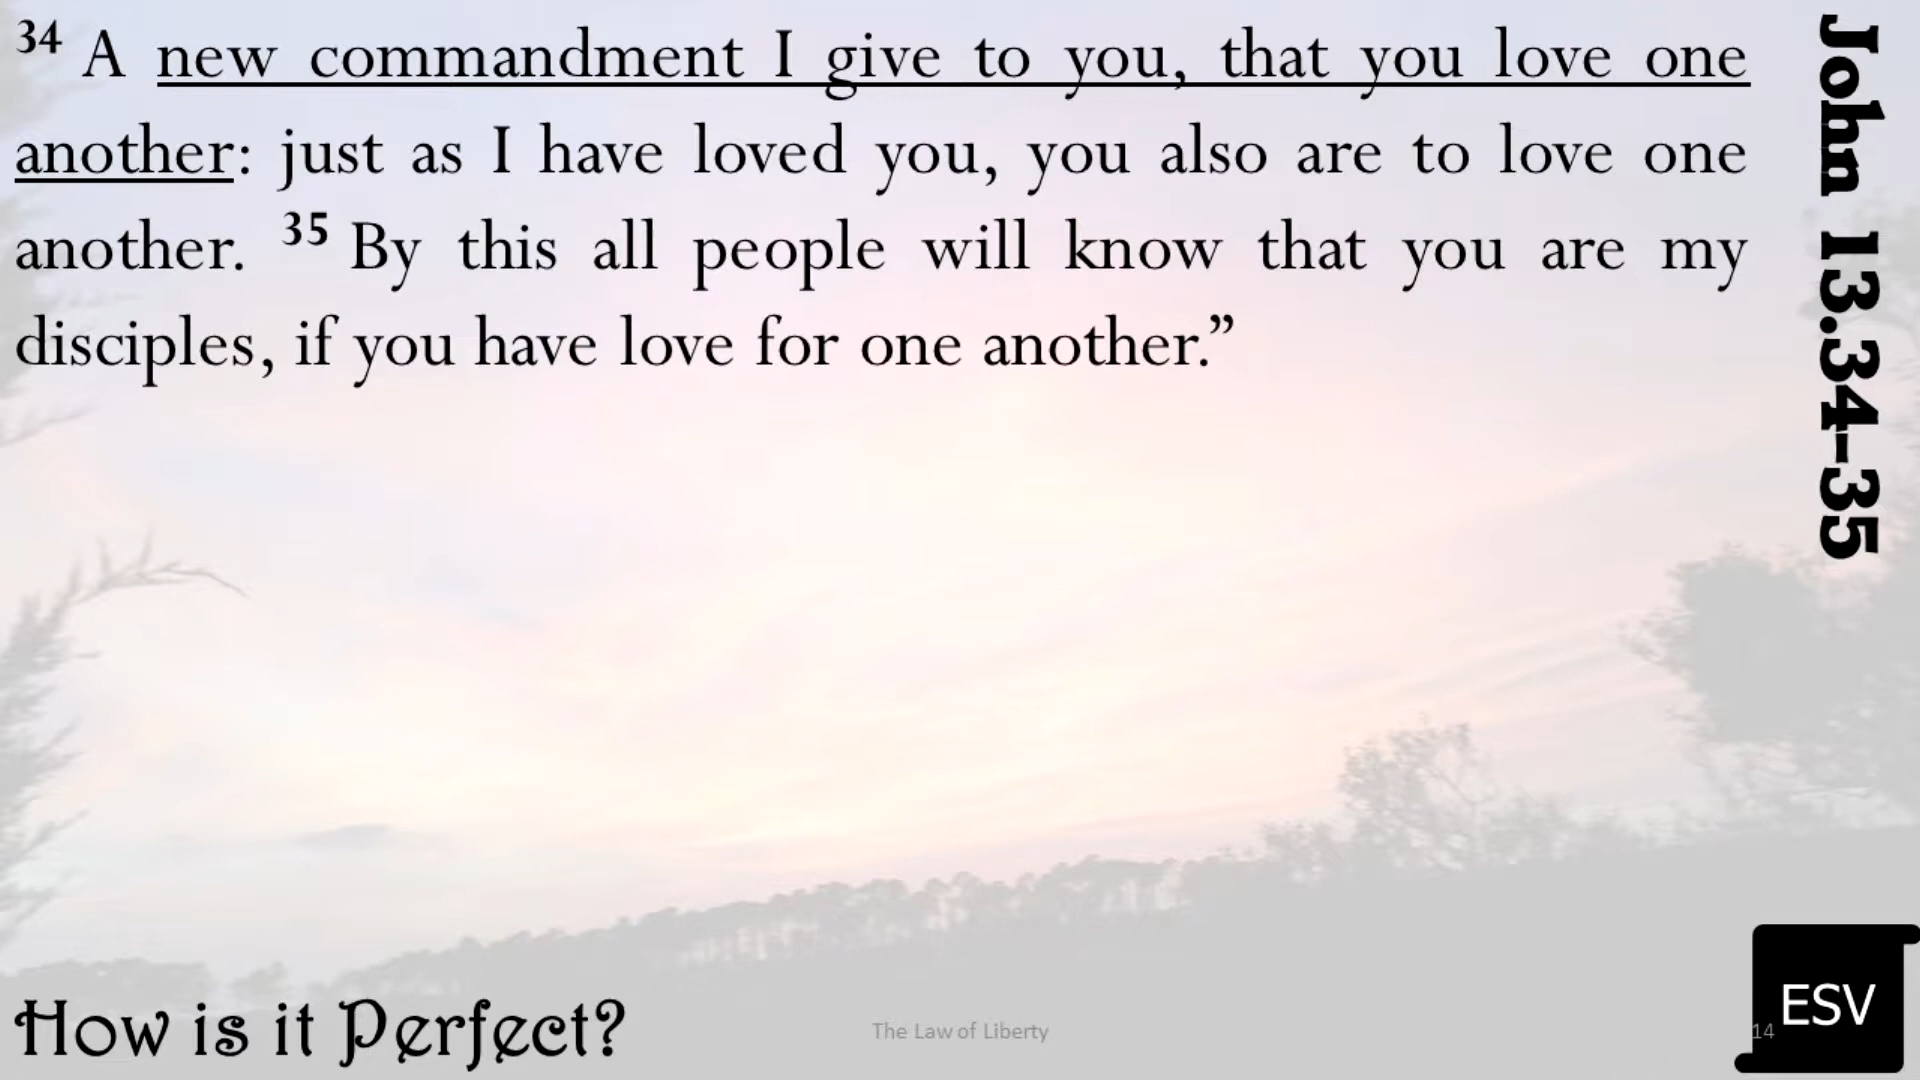 34 A new commandment I give to you, that you love one
another: just as I have loved you, you also are to love one
another. 35 By this all people will know that you are my
disciples, if you have love for one another.”
John 13.34-35
How is it Perfect?
The Law of Liberty
14
ESV